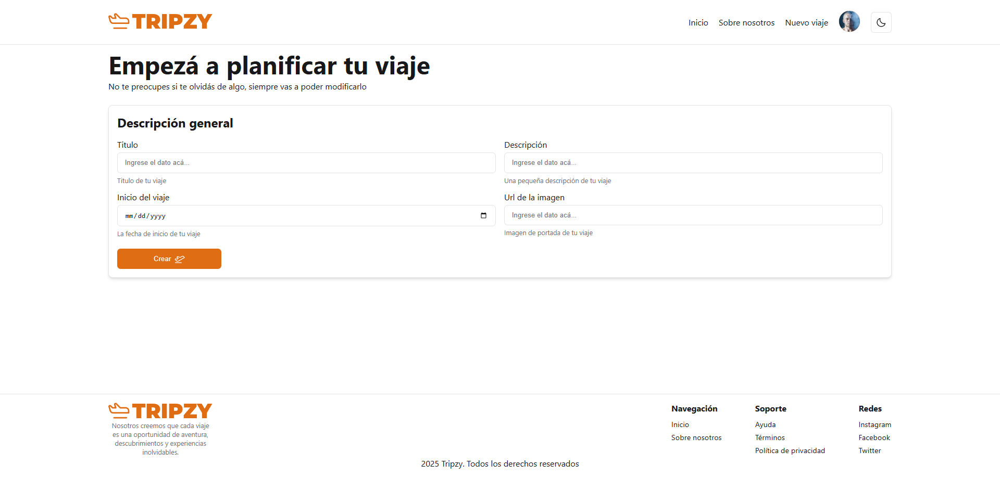 TRIPZY
Inicio Sobre nosotros Nuevo viaje
Empezá a planificar tu viaje
No te preocupes si te olvidás de algo, siempre vas a poder modificarlo
Descripción general
Titulo
Ingrese el dato acá...
Titulo de tu viaje
Descripción
Ingrese el dato acá...
Una pequeña descripción de tu viaje
Inicio del viaje
mm/dd/yyyy
La fecha de inicio de tu viaje
Url de la imagen
Ingrese el dato acá...
Imagen de portada de tu viaje
Crear
TRIPZY
Nosotros creemos que cada viaje
es una oportunidad de aventura,
descubrimientos y experiencias
inolvidables.
Navegación
Inicio
Sobre nosotros
Soporte
Ayuda
Términos
Política de privacidad
Redes
Instagram
Facebook
Twitter
2025 Tripzy. Todos los derechos reservados